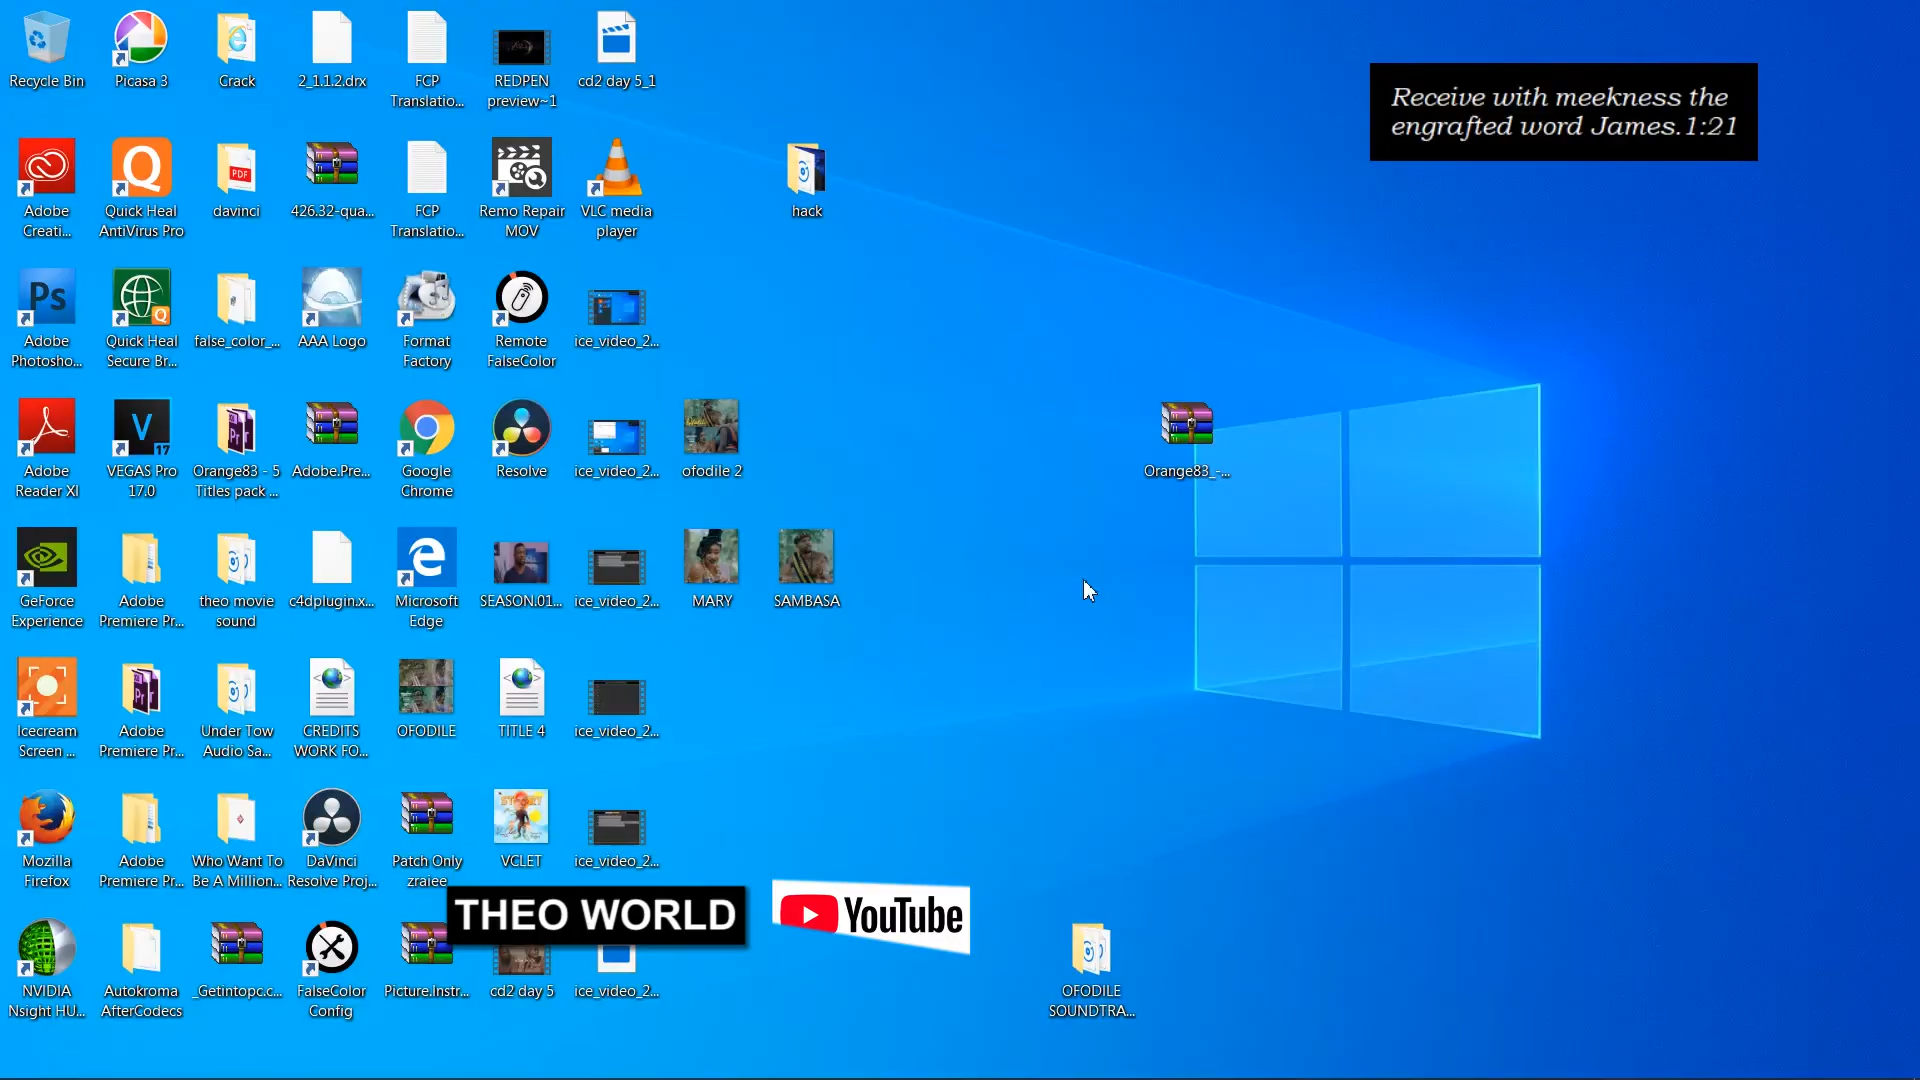 Recycle Bin
Picasa 3
Crack
2_1.1.2.drx
FCP
Translatio...
REDPEN
preview~1
cd2 day 5_1
Receive with meekness the
engrafted word James.1:21
Adobe
Creati...
Quick Heal
AntiVirus Pro
PDF
davinci
426.32-qua...
FCP
Translatio...
Remo Repair
MOV
VLC media
player
hack
Ps
Adobe
Photosho...
Quick Heal
Secure Br...
false_color_...
AAA Logo
Format
Factory
Remote
FalseColor
ice_video_2...
Adobe
Reader XI
V
17
VEGAS Pro
17.0
Pr
Orange83 - 5
Titles pack ...
Adobe.Pre...
Google
Chrome
Resolve
ice_video_2...
ofodile 2
Orange83_-...
GeForce
Experience
Adobe
Premiere Pr...
theo movie
sound
c4dplugin.x...
Microsoft
Edge
SEASON.01...
ice_video_2...
MARY
SAMBASA
Icecream
Screen ...
Pr
Adobe
Premiere Pr...
Under Tow
Audio Sa...
CREDITS
WORK FO...
OFODILE
TITLE 4
ice_video_2...
Mozilla
Firefox
Adobe
Premiere Pr...
Who Want To
Be A Million...
DaVinci
Resolve Proj...
Patch Only
zraiee
VCLET
ice_video_2...
THEO WORLD
YouTube
NVIDIA
Nsight HU...
Autokroma
AfterCodecs
_Getintopc.c...
FalseColor
Config
Picture.Instr...
cd2 day 5
ice_video_2...
OFODILE
SOUNDTRA...